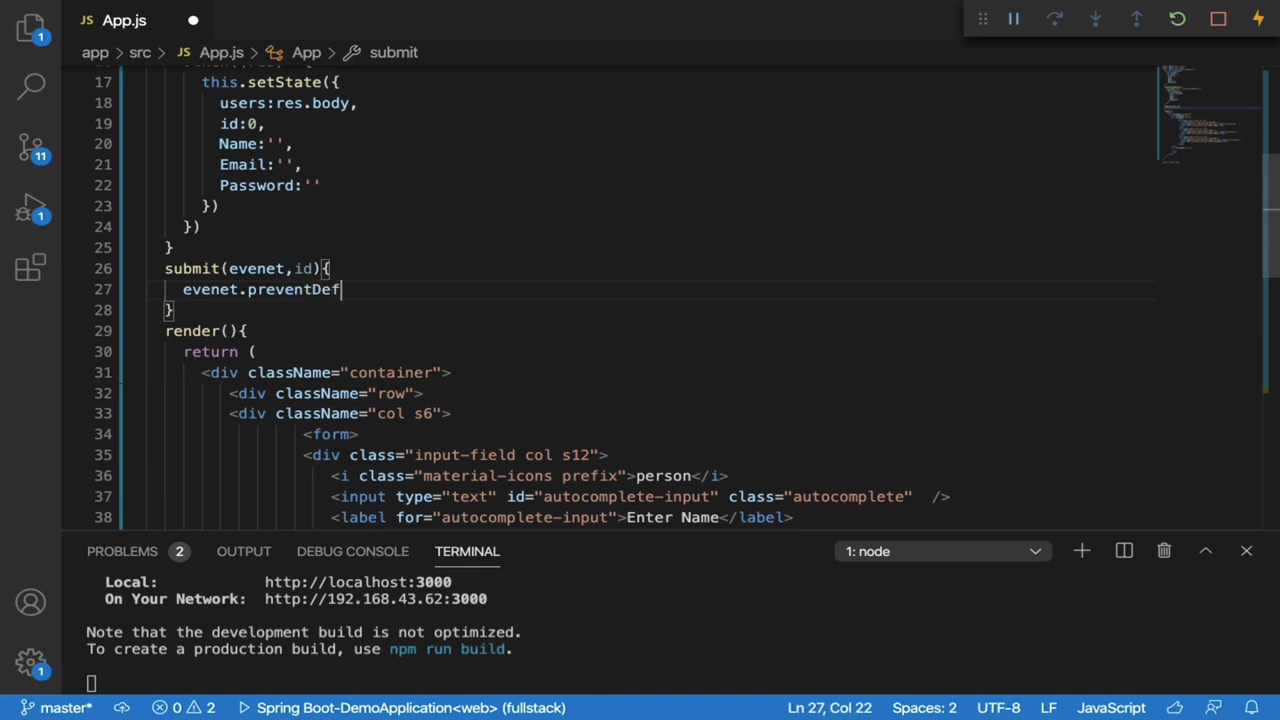 JS App.js
app > src > JS App.js > App > submit
17 this.setState({
18 users:res.body,
19 id:0,
20 Name:'',
21 Email:'',
22 Password:''
23 })
24 })
25 }
26 submit(evenet,id){
27 evenet.preventDef
28 }
29 render(){
30 return (
31 <div className="container">
32 <div className="row">
33 <div className="col s6">
34 <form>
35 <div class="input-field col s12">
36 <i class="material-icons prefix">person</i>
37 <input type="text" id="autocomplete-input" class="autocomplete" />
38 <label for="autocomplete-input">Enter Name</label>
1
11
1
1
PROBLEMS 2 OUTPUT DEBUG CONSOLE TERMINAL 1: node
Local: http://localhost:3000
On Your Network: http://192.168.43.62:3000
Note that the development build is not optimized.
To create a production build, use npm run build.
master* 0 2 Spring Boot-DemoApplication<web> (fullstack) Ln 27, Col 22 Spaces: 2 UTF-8 LF JavaScript